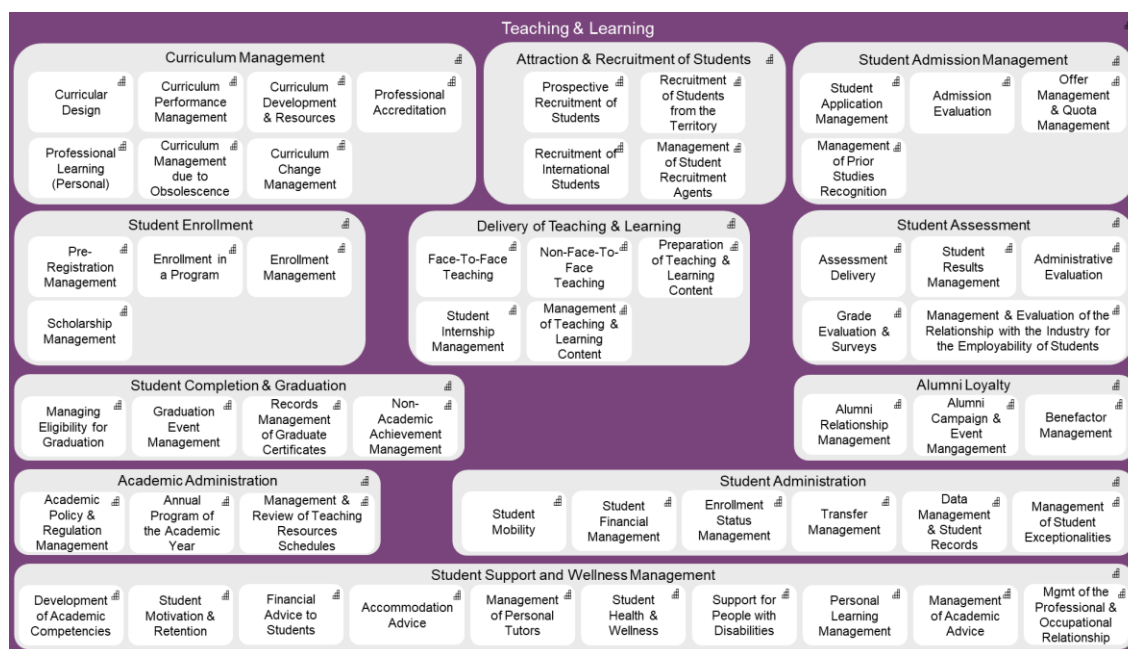 Teaching & Learning
Curriculum Management
Curricular
Design
Curriculum
Performance
Management
Curriculum
Development
& Resources
Professional
Accreditation
Professional
Learning
(Personal)
Curriculum
Management
due to
Obsolescence
Curriculum
Change
Management
Attraction & Recruitment of Students
Prospective
Recruitment of
Students
Recruitment
of Students
from the
Territory
Recruitment of
International
Students
Management
of Student
Recruitment
Agents
Student Admission Management
Student
Application
Management
Admission
Evaluation
Offer
Management
& Quota
Management
Management
of Prior
Studies
Recognition
Student Enrollment
Pre-
Registration
Management
Enrollment in
a Program
Enrollment
Management
Scholarship
Management
Delivery of Teaching & Learning
Face-To-Face
Teaching
Non-Face-To-
Face
Teaching
Preparation
of Teaching &
Learning
Content
Student
Internship
Management
Management
of Teaching &
Learning
Content
Student Assessment
Assessment
Delivery
Student
Results
Management
Administrative
Evaluation
Grade
Evaluation &
Surveys
Management & Evaluation of the
Relationship with the Industry for
the Employability of Students
Student Completion & Graduation
Managing
Eligibility for
Graduation
Graduation
Event
Management
Records
Management
of Graduate
Certificates
Non-
Academic
Achievement
Management
Alumni Loyalty
Alumni
Relationship
Management
Alumni
Campaign &
Event
Mangagement
Benefactor
Management
Academic Administration
Academic
Policy &
Regulation
Management
Annual
Program of
the Academic
Year
Management &
Review of Teaching
Resources
Schedules
Student Administration
Student
Mobility
Student
Financial
Management
Enrollment
Status
Management
Transfer
Management
Data
Management
& Student
Records
Management
of Student
Exceptionalities
Student Support and Wellness Management
Development
of Academic
Competencies
Student
Motivation &
Retention
Financial
Advice to
Students
Accommodation
Advice
Management
of Personal
Tutors
Student
Health &
Wellness
Support for
People with
Disabilities
Personal
Learning
Management
Management
of Academic
Advice
Mgmt of the
Professional &
Occupational
Relationship